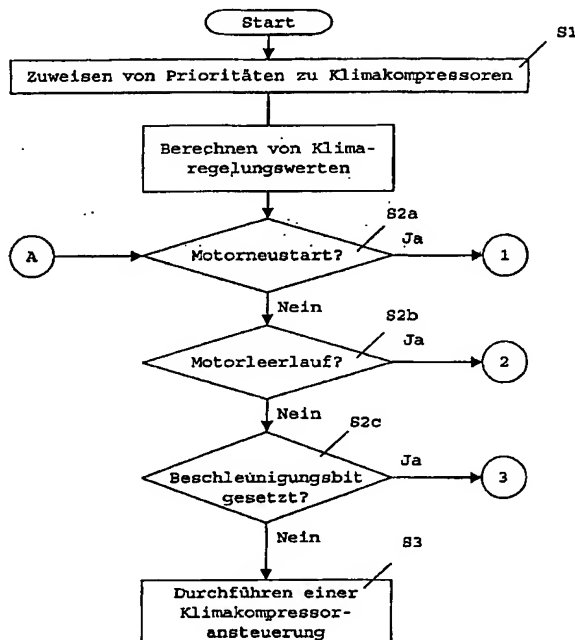 Start
S1
Zuweisen von Prioritäten zu Klimakompressoren
Berechnen von Klima-
regelungswerten
S2a
A
Motorneustart?
Ja
1
Nein
S2b
Motorleerlauf?
Ja
2
Nein
S2c
Beschleunigungsbit
gesetzt?
Ja
3
Nein
S3
Durchführen einer
Klimakompressor-
ansteuerung